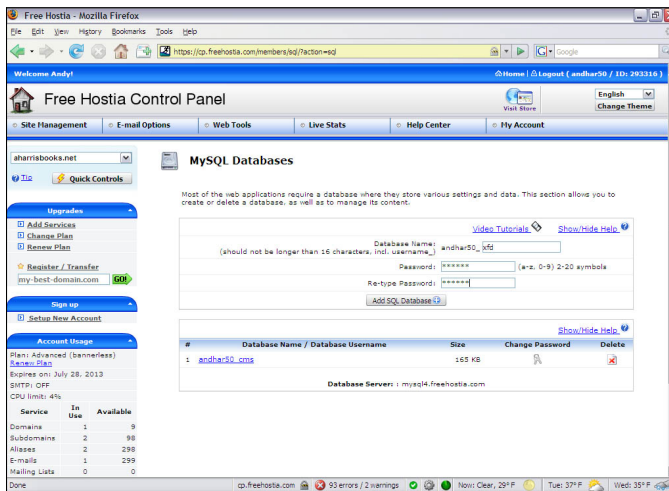 Free Hostia - Mozilla Firefox
File Edit View History Bookmarks Tools Help
https://cp.freehostia.com/members/sql/?action=sql
Google
Welcome Andy!
Home | Logout ( andhar50 / ID: 293316 )
Free Hostia Control Panel
Visit Store
English
Change Theme
Site Management
E-mail Options
Web Tools
Live Stats
Help Center
My Account
aharrisbooks.net
Tip
Quick Controls
Upgrades
Add Services
Change Plan
Renew Plan
Register / Transfer
my-best-domain.com GO!
Sign up
Setup New Account
Account Usage
Plan: Advanced (bannerless)
Renew Plan
Expires on: July 28, 2013
SMTP: OFF
CPU limit: 4%
Service In Use Available
Domains 1 9
Subdomains 2 98
Aliases 2 298
E-mails 1 299
Mailing Lists 0 0
MySQL Databases
Most of the web applications require a database where they store various settings and data. This section allows you to
create or delete a database, as well as to manage its content.
Video Tutorials Show/Hide Help
Database Name: andhar50_ xfd
(should not be longer than 16 characters, incl. username_)
Password: ****** (a-z, 0-9) 2-20 symbols
Re-type Password: ******
Add SQL Database
Show/Hide Help
# Database Name / Database Username Size Change Password Delete
1 andhar50_cms 165 KB
Database Server: : mysql4.freehostia.com
Done
cp.freehostia.com 93 errors / 2 warnings Now: Clear, 29° F Tue: 37° F Wed: 35° F